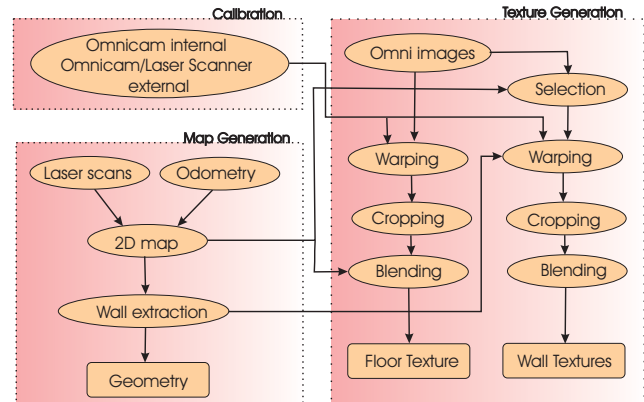 Calibration
Omnicam internal
Omnicam/Laser Scanner
external
Map Generation
Laser scans
Odometry
2D map
Wall extraction
Geometry
Texture Generation
Omni images
Selection
Warping
Warping
Cropping
Cropping
Blending
Blending
Floor Texture
Wall Textures